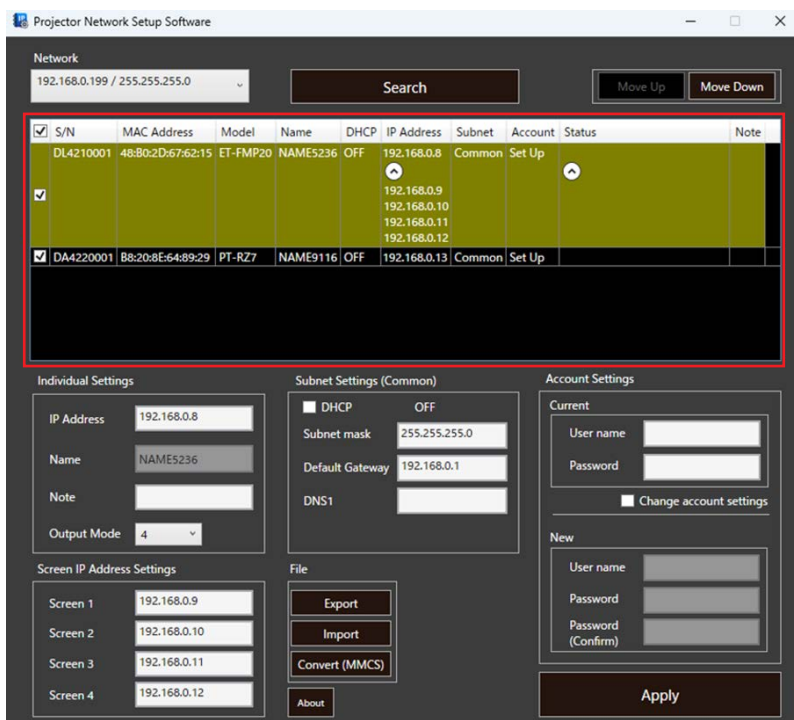 Projector Network Setup Software
Network
192.168.0.199 / 255.255.255.0
Search
Move Up Move Down
S/N MAC Address Model Name DHCP IP Address Subnet Account Status Note
DL4210001 48:B0:2D:67:62:15 ET-FMP20 NAME5236 OFF 192.168.0.8 Common Set Up
192.168.0.9
192.168.0.10
192.168.0.11
192.168.0.12
DA4220001 B8:20:8E:64:89:29 PT-RZ7 NAME9116 OFF 192.168.0.13 Common Set Up
Individual Settings
IP Address 192.168.0.8
Name NAME5236
Note
Output Mode 4
Subnet Settings (Common)
DHCP OFF
Subnet mask 255.255.255.0
Default Gateway 192.168.0.1
DNS1
Account Settings
Current
User name
Password
Change account settings
New
User name
Password
Password
(Confirm)
Screen IP Address Settings
Screen 1 192.168.0.9
Screen 2 192.168.0.10
Screen 3 192.168.0.11
Screen 4 192.168.0.12
File
Export
Import
Convert (MMCS)
About
Apply